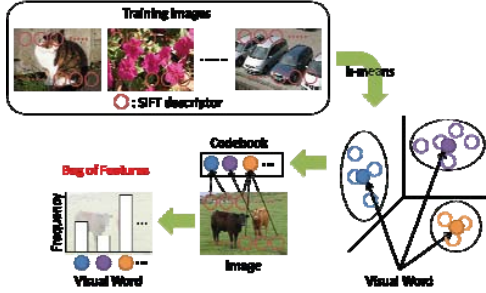 Training Images
: SIFT descriptor
k-means
Codebook
Bag of Features
Frequency
Image
Visual Word
Visual Word